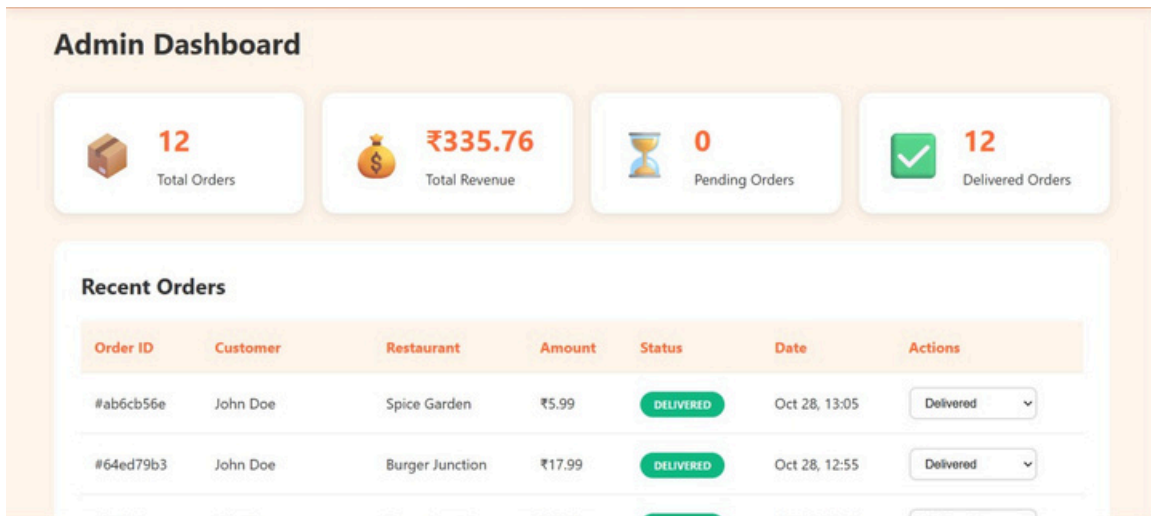 Admin Dashboard
12
Total Orders
₹335.76
Total Revenue
0
Pending Orders
12
Delivered Orders
Recent Orders
Order ID Customer Restaurant Amount Status Date Actions
#ab6cb56e John Doe Spice Garden ₹5.99 DELIVERED Oct 28, 13:05 Delivered
#64ed79b3 John Doe Burger Junction ₹17.99 DELIVERED Oct 28, 12:55 Delivered